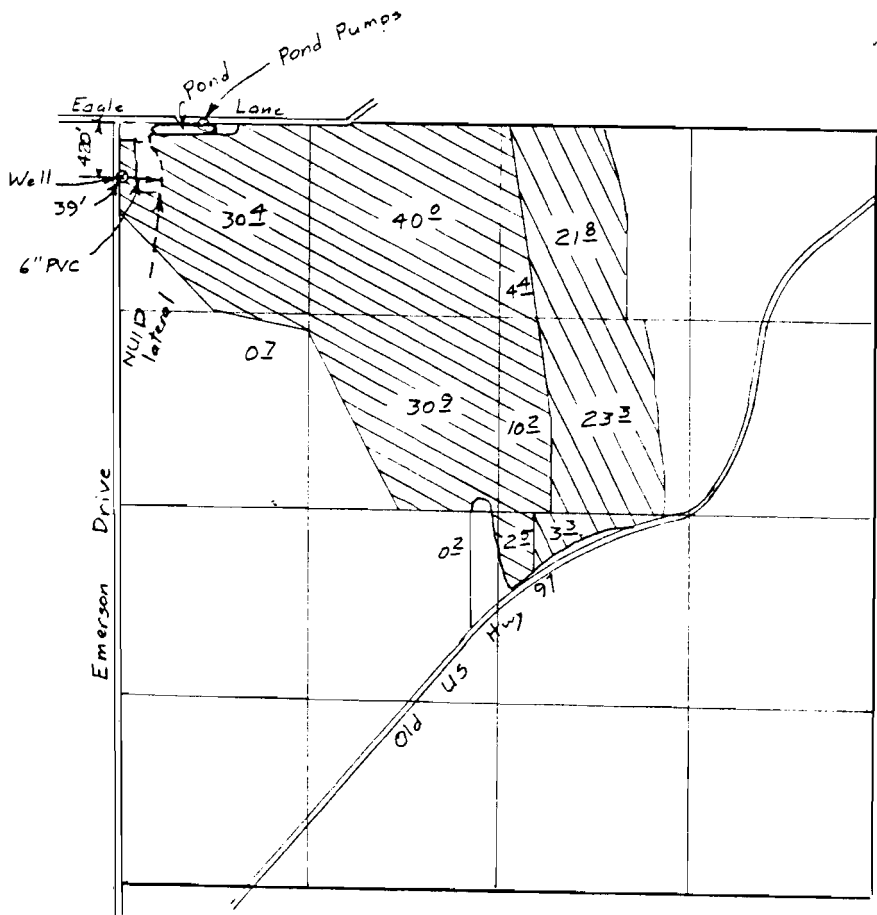 Pond Pumps
Pond
Eagle Lane
420'
Well
39'
6" PVC
NUID
lateral
30.4
40.0
4.4
21.8
0.7
30.9
10.2
23.3
0.2
2.5
3.3
Emerson Drive
Old US Hwy 97